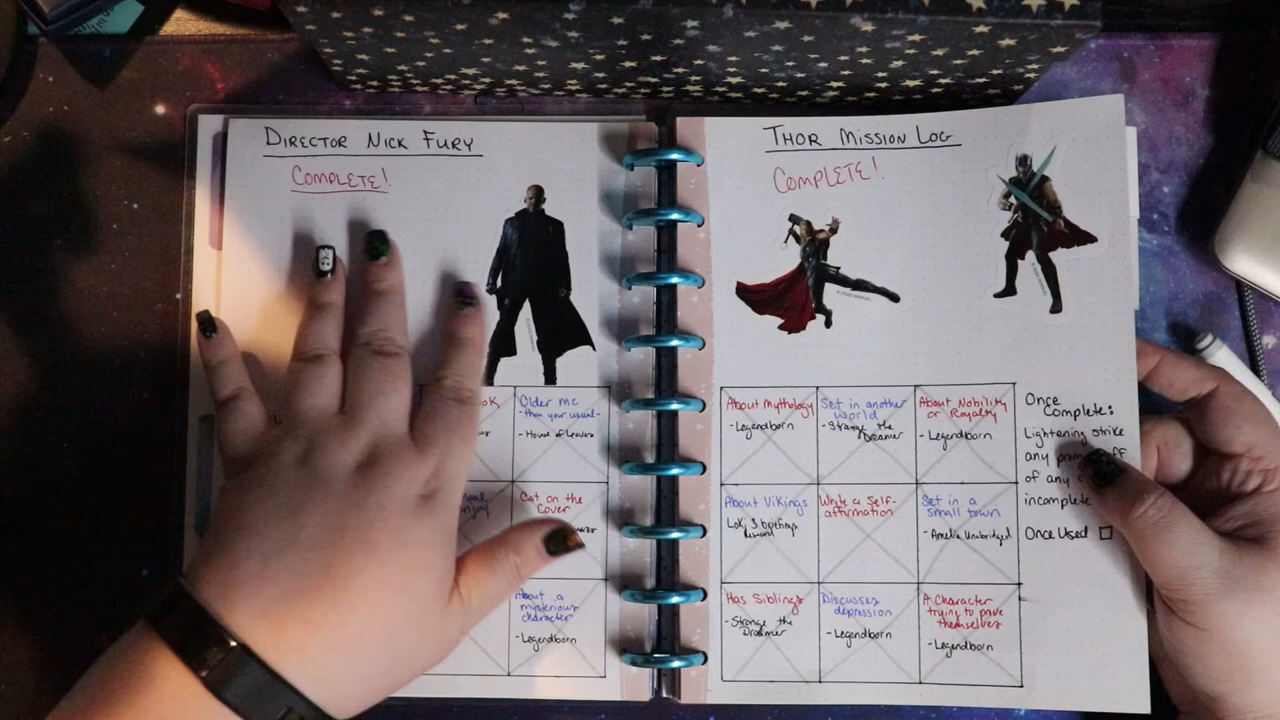 DIRECTOR NICK FURY
COMPLETE!
Older mc
- than your usual -
- House of Leaves
Cat on the
Cover
About a
mysterious
character
- Legendborn
THOR MISSION LOG
COMPLETE!
About Mythology
- Legendborn
Set in another
World
- Strange the
Dreamer
About Nobility
or Royalty
- Legendborn
About Vikings
Write a Self-
affirmation
Set in a
small town
- Amelia Unabridged
Has Siblings
- Strange the
Dreamer
Discusses
depression
- Legendborn
A Character
trying to prove
themselves
- Legendborn
Once
Complete:
Lightening strike
any
of any
incomplete
Once Used